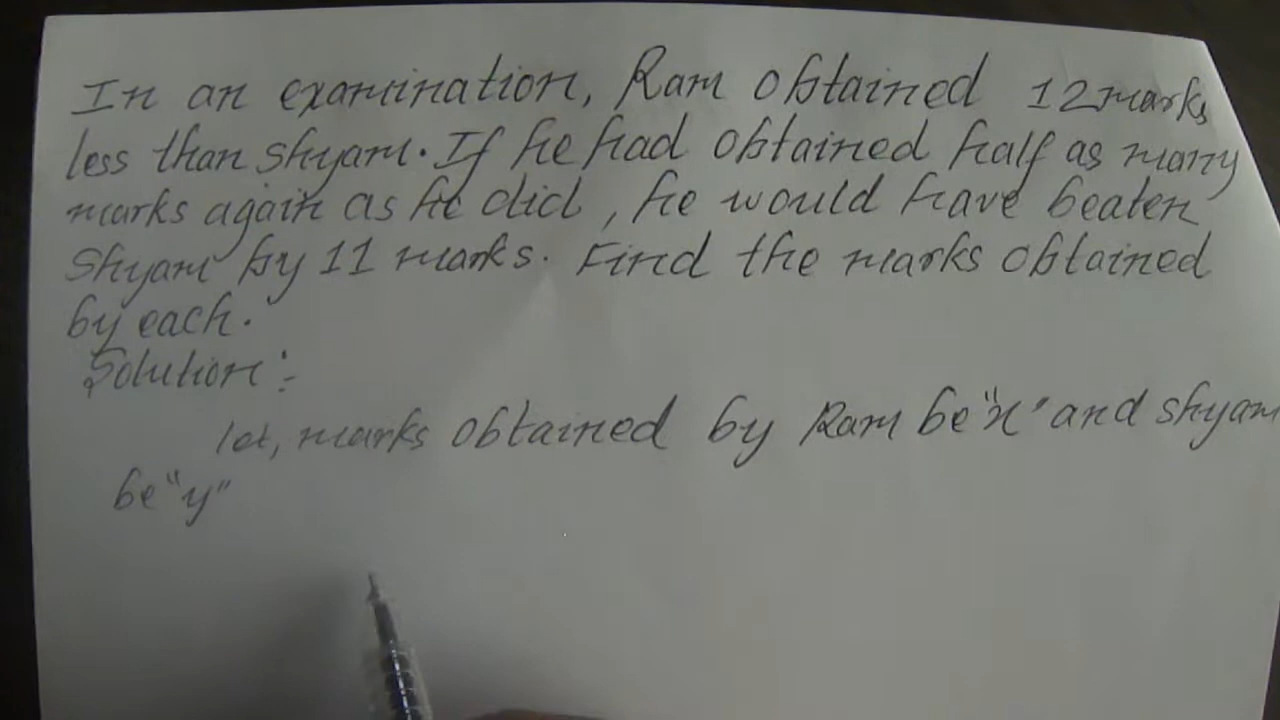 In an examination, Ram obtained 12 marks
less than Shyam. If he had obtained half as many
marks again as he did, he would have beaten
Shyam by 11 marks. Find the marks obtained
by each.
Solution:-
let, marks obtained by Ram be "x" and shyam
be "y"